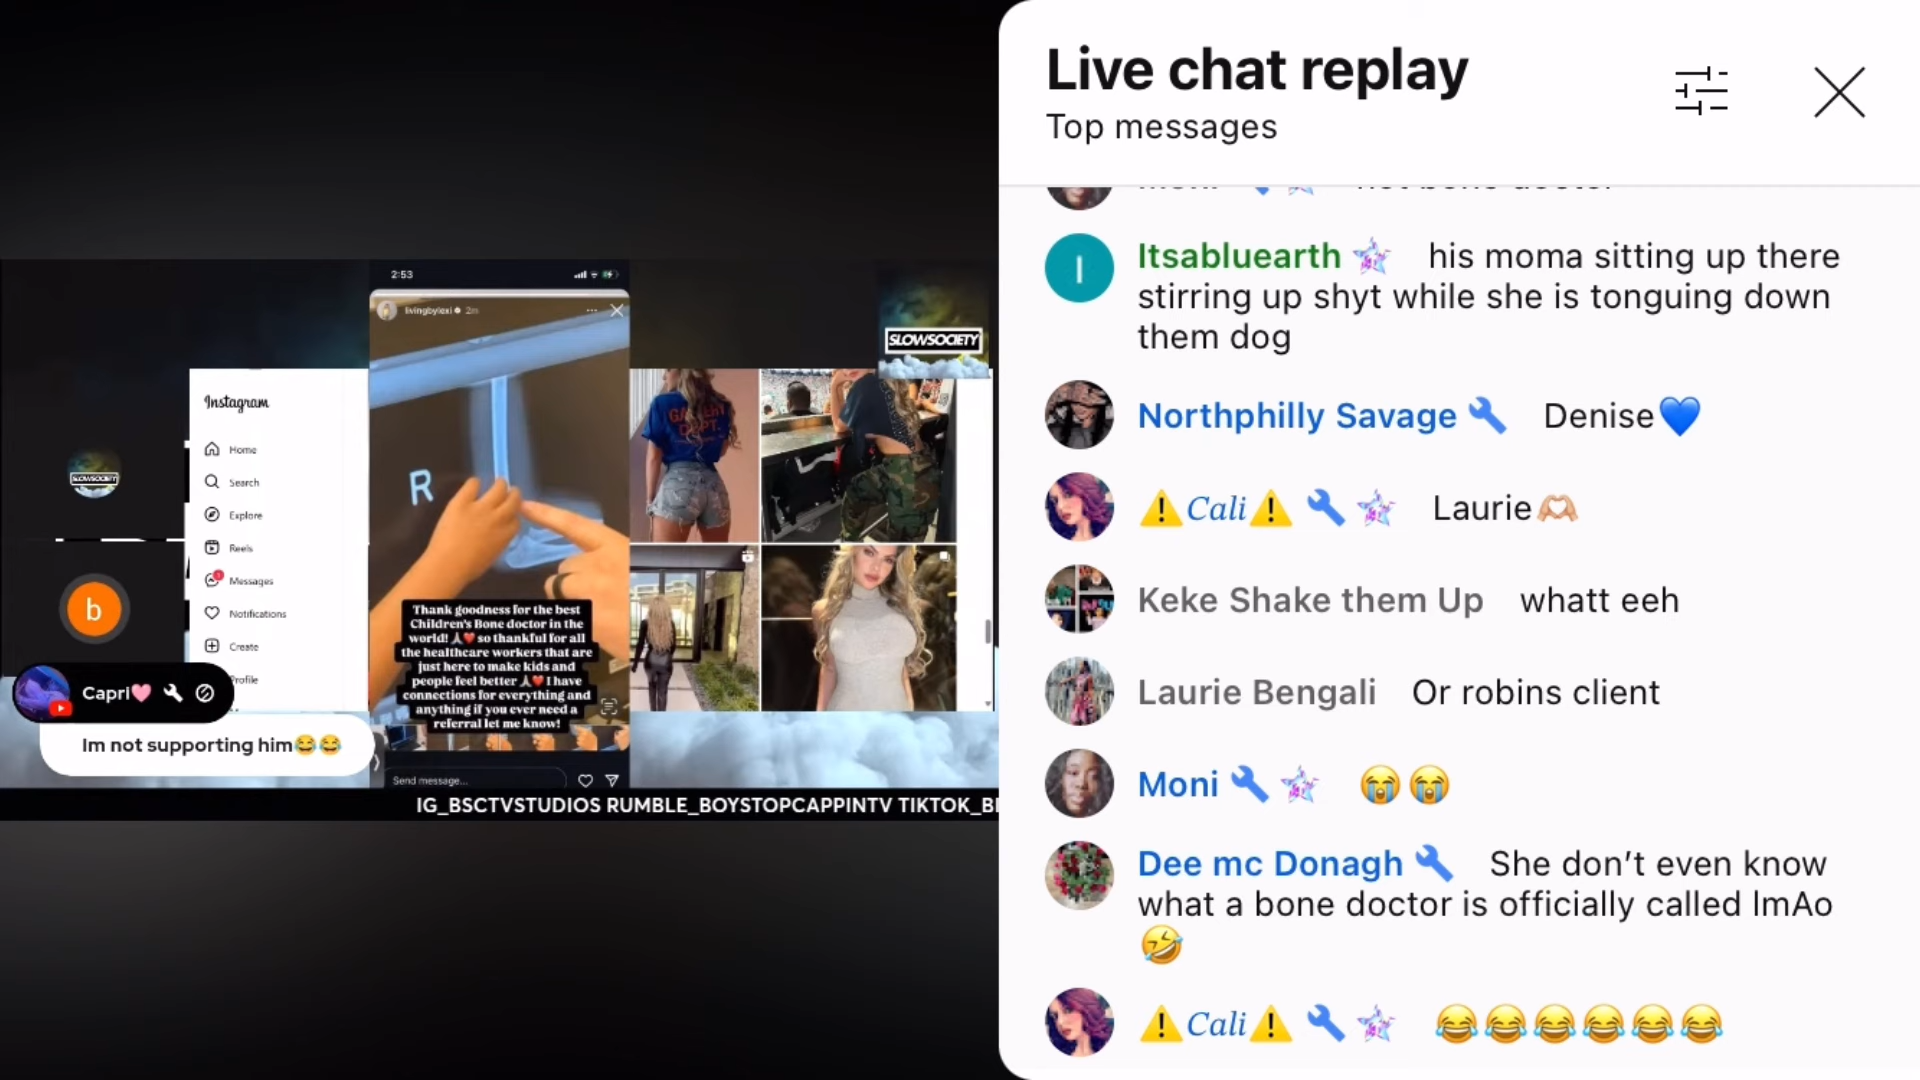 2:53
livingbylexi 2m
SLOWSOCIETY
Instagram
Home
Search
Explore
Reels
Messages
Notifications
Create
Profile
SLOWSOCIETY
b
R
GALLERY
DEPT.
Thank goodness for the best
Children's Bone doctor in the
world! 🙏🏼❤️ so thankful for all
the healthcare workers that are
just here to make kids and
people feel better 🙏🏼❤️ I have
connections for everything and
anything if you ever need a
referral let me know!
Send message...
Capri🩷
Im not supporting him😂😂
IG_BSCTVSTUDIOS RUMBLE_BOYSTOPCAPPINTV TIKTOK_B
Live chat replay
Top messages
Itsabluearth his moma sitting up there
stirring up shyt while she is tonguing down
them dog
Northphilly Savage Denise💙
⚠️Cali⚠️ Laurie🫶🏼
Keke Shake them Up whatt eeh
Laurie Bengali Or robins client
Moni 😭😭
Dee mc Donagh She don't even know
what a bone doctor is officially called lmAo
🤣
⚠️Cali⚠️ 😂😂😂😂😂😂